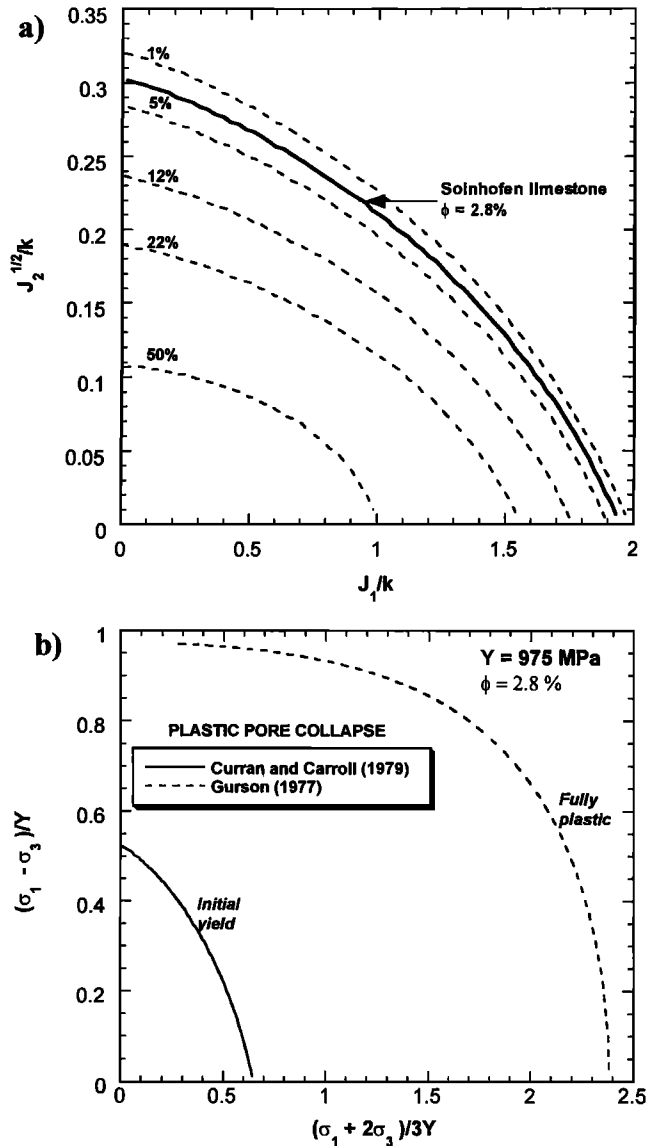 a)
0.35
0.3
0.25
0.2
0.15
0.1
0.05
0
J₂^1/2/k
1%
5%
12%
22%
50%
Solnhofen limestone
ϕ = 2.8%
0
0.5
1
1.5
2
J₁/k
b)
1
0.8
0.6
0.4
0.2
0
(σ₁ - σ₃)/Y
Y = 975 MPa
ϕ = 2.8 %
PLASTIC PORE COLLAPSE
Curran and Carroll (1979)
Gurson (1977)
Fully
plastic
Initial
yield
0
0.5
1
1.5
2
2.5
(σ₁ + 2σ₃)/3Y